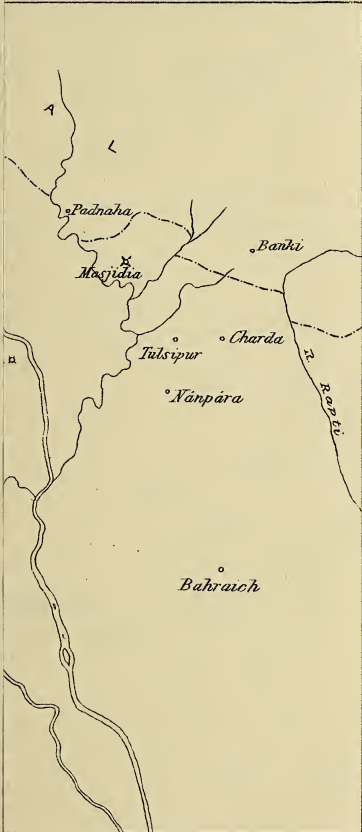 A L
Padnaha
Banki
Masjidia
Tulsipur
Charda
R. Rapti
Nánpára
Bahraich